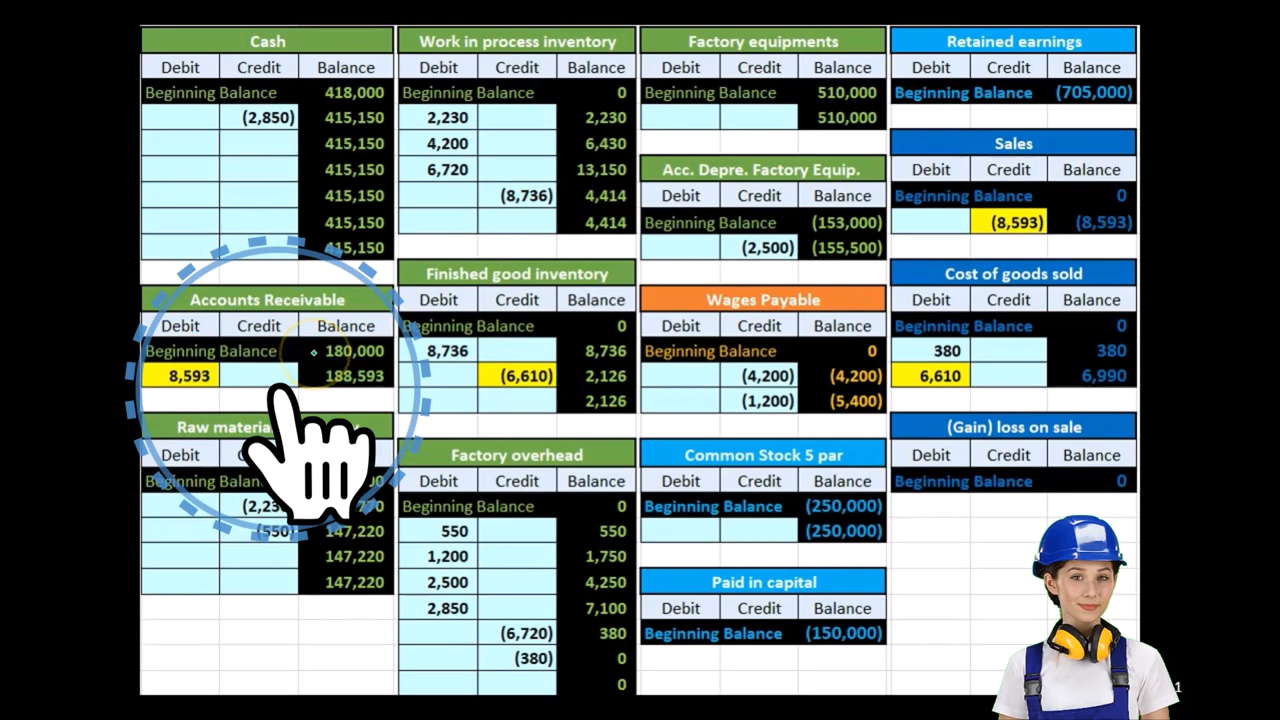 Cash
Debit Credit Balance
Beginning Balance 418,000
(2,850) 415,150
415,150
415,150
415,150
415,150
415,150
Accounts Receivable
Debit Credit Balance
Beginning Balance 180,000
8,593 188,593
Raw materia
Debit
Beginning
(550) 147,220
147,220
147,220
Work in process inventory
Debit Credit Balance
Beginning Balance 0
2,230 2,230
4,200 6,430
6,720 13,150
(8,736) 4,414
4,414
Finished good inventory
Debit Credit Balance
Beginning Balance 0
8,736 8,736
(6,610) 2,126
2,126
Factory overhead
Debit Credit Balance
Beginning Balance 0
550 550
1,200 1,750
2,500 4,250
2,850 7,100
(6,720) 380
(380) 0
0
Factory equipments
Debit Credit Balance
Beginning Balance 510,000
510,000
Acc. Depre. Factory Equip.
Debit Credit Balance
Beginning Balance (153,000)
(2,500) (155,500)
Wages Payable
Debit Credit Balance
Beginning Balance 0
(4,200) (4,200)
(1,200) (5,400)
Common Stock 5 par
Debit Credit Balance
Beginning Balance (250,000)
(250,000)
Paid in capital
Debit Credit Balance
Beginning Balance (150,000)
Retained earnings
Debit Credit Balance
Beginning Balance (705,000)
Sales
Debit Credit Balance
Beginning Balance 0
(8,593) (8,593)
Cost of goods sold
Debit Credit Balance
Beginning Balance 0
380 380
6,610 6,990
(Gain) loss on sale
Debit Credit Balance
Beginning Balance 0
1